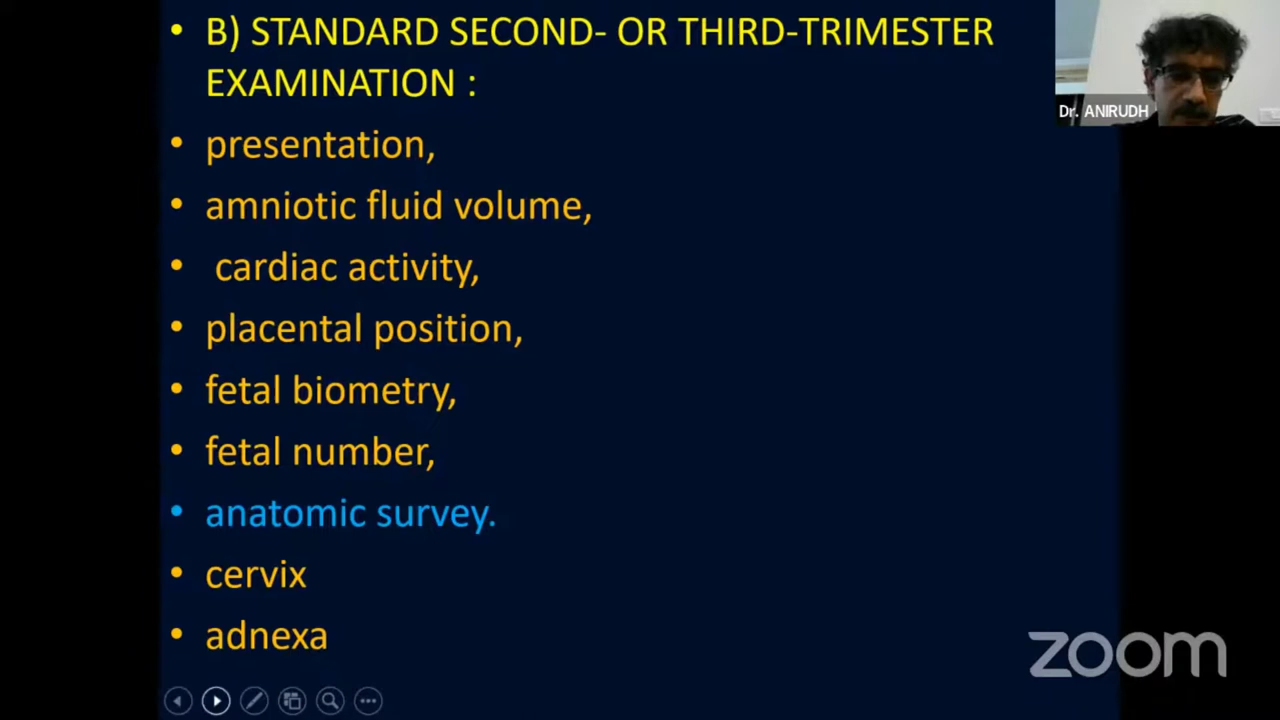 • B) STANDARD SECOND- OR THIRD-TRIMESTER
EXAMINATION :
• presentation,
• amniotic fluid volume,
• cardiac activity,
• placental position,
• fetal biometry,
• fetal number,
• anatomic survey.
• cervix
• adnexa
Dr. ANIRUDH
zoom